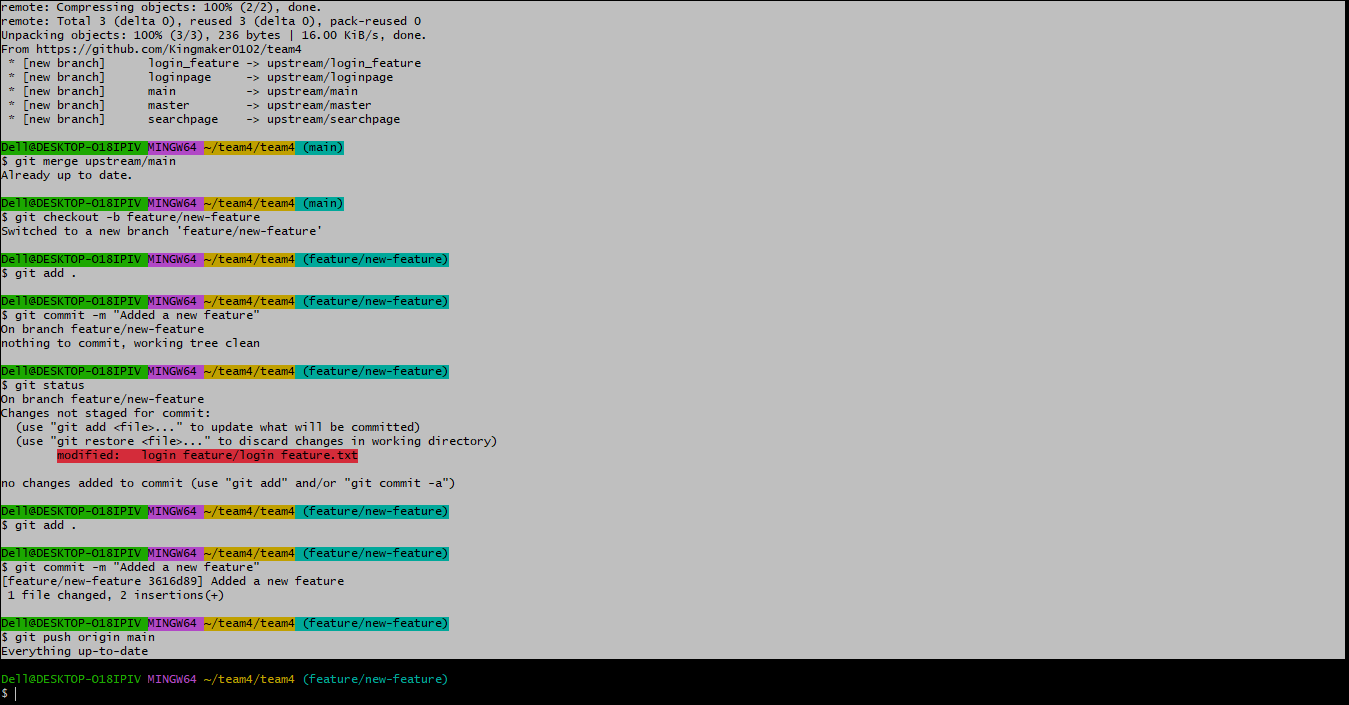 remote: Compressing objects: 100% (2/2), done.
remote: Total 3 (delta 0), reused 3 (delta 0), pack-reused 0
Unpacking objects: 100% (3/3), 236 bytes | 16.00 KiB/s, done.
From https://github.com/Kingmaker0102/team4
 * [new branch]      login_feature -> upstream/login_feature
 * [new branch]      loginpage     -> upstream/loginpage
 * [new branch]      main          -> upstream/main
 * [new branch]      master        -> upstream/master
 * [new branch]      searchpage    -> upstream/searchpage
Dell@DESKTOP-O18IPIV MINGW64 ~/team4/team4 (main)
$ git merge upstream/main
Already up to date.
Dell@DESKTOP-O18IPIV MINGW64 ~/team4/team4 (main)
$ git checkout -b feature/new-feature
Switched to a new branch 'feature/new-feature'
Dell@DESKTOP-O18IPIV MINGW64 ~/team4/team4 (feature/new-feature)
$ git add .
Dell@DESKTOP-O18IPIV MINGW64 ~/team4/team4 (feature/new-feature)
$ git commit -m "Added a new feature"
On branch feature/new-feature
nothing to commit, working tree clean
Dell@DESKTOP-O18IPIV MINGW64 ~/team4/team4 (feature/new-feature)
$ git status
On branch feature/new-feature
Changes not staged for commit:
  (use "git add <file>..." to update what will be committed)
  (use "git restore <file>..." to discard changes in working directory)
        modified:   login feature/login feature.txt
no changes added to commit (use "git add" and/or "git commit -a")
Dell@DESKTOP-O18IPIV MINGW64 ~/team4/team4 (feature/new-feature)
$ git add .
Dell@DESKTOP-O18IPIV MINGW64 ~/team4/team4 (feature/new-feature)
$ git commit -m "Added a new feature"
[feature/new-feature 3616d89] Added a new feature
 1 file changed, 2 insertions(+)
Dell@DESKTOP-O18IPIV MINGW64 ~/team4/team4 (feature/new-feature)
$ git push origin main
Everything up-to-date
Dell@DESKTOP-O18IPIV MINGW64 ~/team4/team4 (feature/new-feature)
$